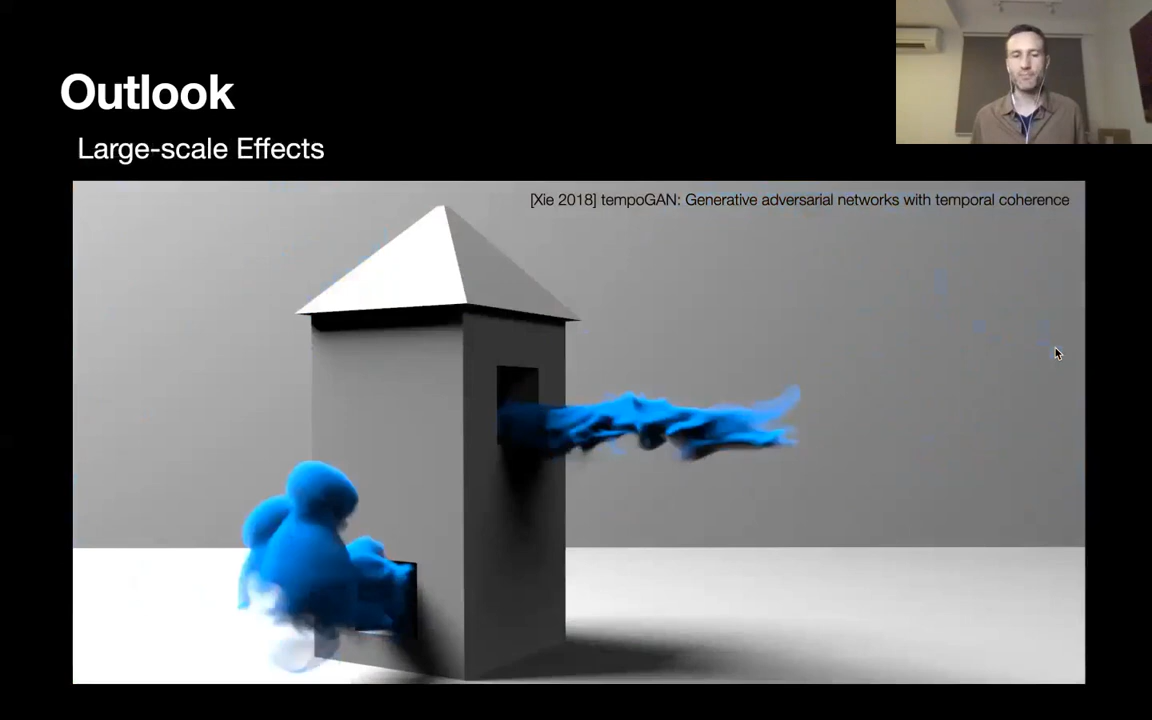 Outlook
Large-scale Effects
[Xie 2018] tempoGAN: Generative adversarial networks with temporal coherence